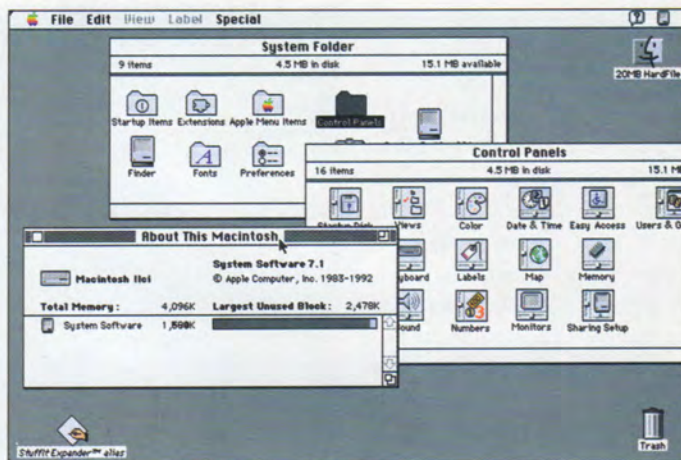 File Edit View Label Special
System Folder
9 items 4.5 MB in disk 15.1 MB available
20MB HardFile
Startup Items Extensions Apple Menu Items Control Panels
Finder Fonts Preferences
Control Panels
16 items 4.5 MB in disk 15.1
Views Color Date & Time Easy Access Users &
Labels Map Memory
Numbers Monitors Sharing Setup
About This Macintosh
System Software 7.1
Macintosh IIci © Apple Computer, Inc. 1983-1992
Total Memory : 4,096K Largest Unused Block: 2,478K
System Software
StuffIt Expander™ alias
Trash